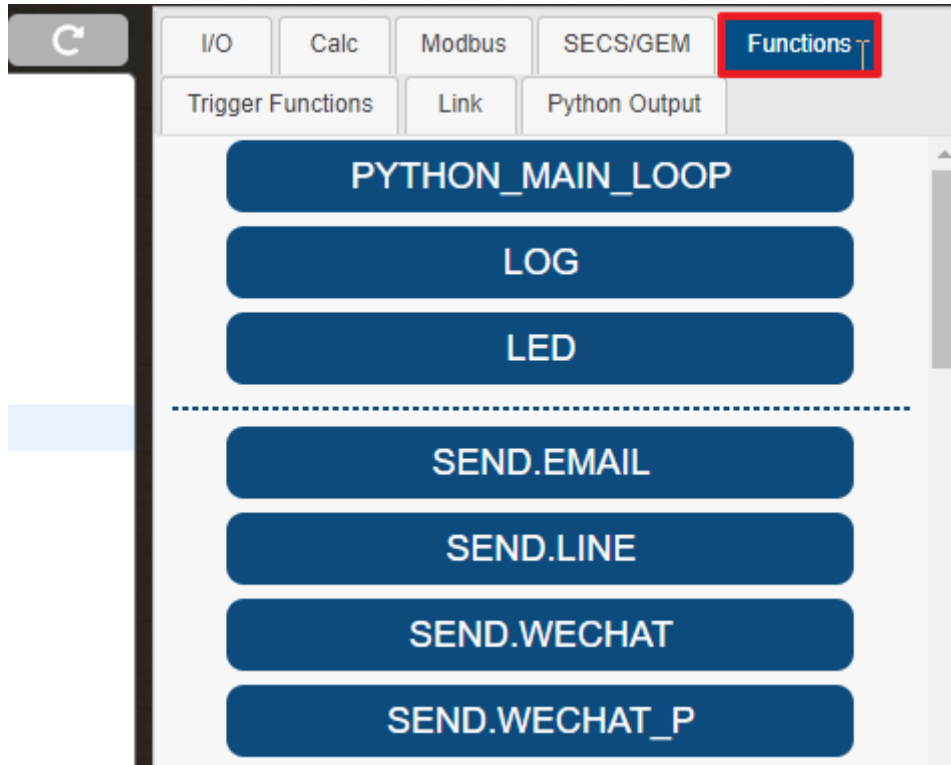 I/O Calc Modbus SECS/GEM Functions
Trigger Functions Link Python Output
PYTHON_MAIN_LOOP
LOG
LED
SEND.EMAIL
SEND.LINE
SEND.WECHAT
SEND.WECHAT_P